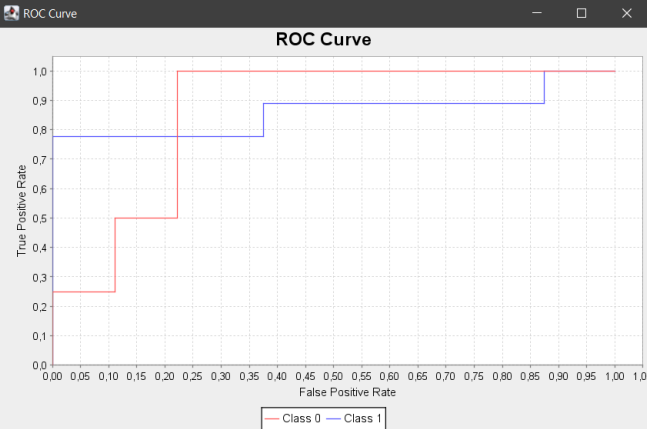 ROC Curve
ROC Curve
1,0
0,9
0,8
0,7
0,6
0,5
0,4
0,3
0,2
0,1
0,0
True Positive Rate
0,00 0,05 0,10 0,15 0,20 0,25 0,30 0,35 0,40 0,45 0,50 0,55 0,60 0,65 0,70 0,75 0,80 0,85 0,90 0,95 1,00 1,0
False Positive Rate
Class 0 Class 1